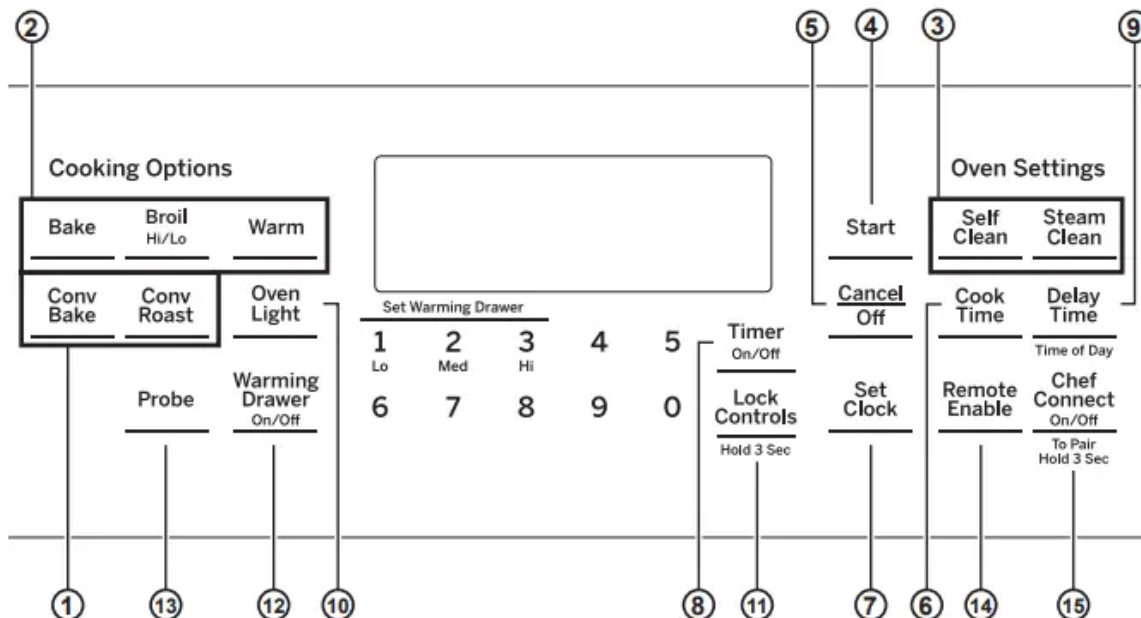 2
5
4
3
9
Cooking Options
Oven Settings
Bake
Broil
Hi/Lo
Warm
Start
Self
Clean
Steam
Clean
Conv
Bake
Conv
Roast
Oven
Light
Set Warming Drawer
1
Lo
2
Med
3
Hi
4
5
Timer
On/Off
Cancel
Off
Cook
Time
Delay
Time
Time of Day
Probe
Warming
Drawer
On/Off
6
7
8
9
0
Lock
Controls
Hold 3 Sec
Set
Clock
Remote
Enable
Chef
Connect
On/Off
To Pair
Hold 3 Sec
1
13
12
10
8
11
7
6
14
15